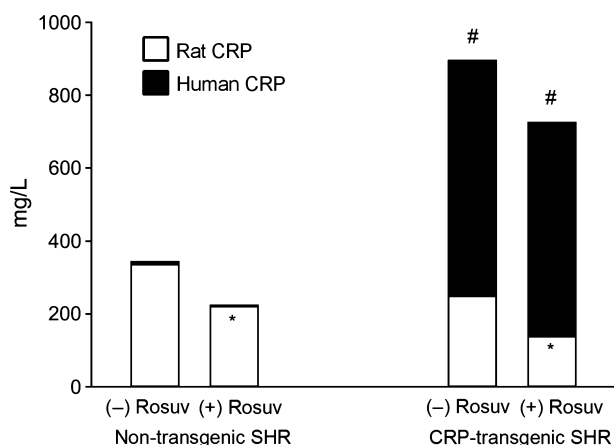 1000
Rat CRP
Human CRP
#
#
800
600
mg/L
400
200
*
*
0
(–) Rosuv (+) Rosuv (–) Rosuv (+) Rosuv
Non-transgenic SHR CRP-transgenic SHR